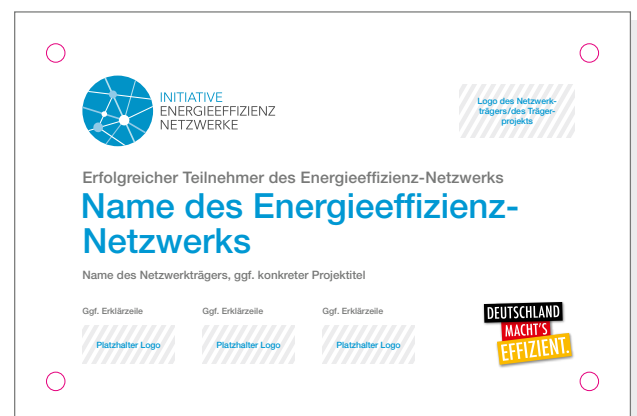 INITIATIVE
ENERGIEEFFIZIENZ
NETZWERKE
Logo des Netzwerk-
trägers/des Träger-
projekts
Erfolgreicher Teilnehmer des Energieeffizienz-Netzwerks
Name des Energieeffizienz-
Netzwerks
Name des Netzwerkträgers, ggf. konkreter Projekttitel
Ggf. Erklärzeile
Ggf. Erklärzeile
Ggf. Erklärzeile
Platzhalter Logo
Platzhalter Logo
Platzhalter Logo
DEUTSCHLAND
MACHT'S
EFFIZIENT.